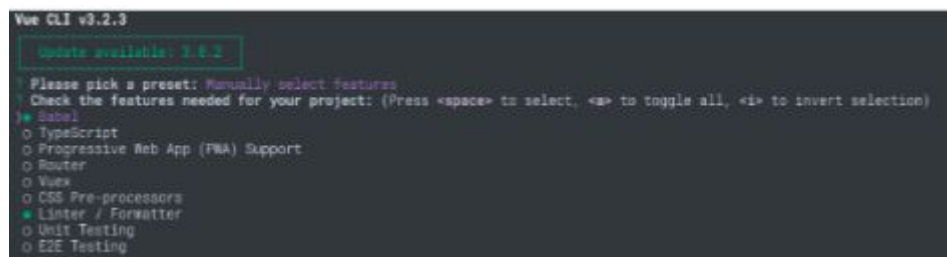 Vue CLI v3.2.3
Update available: 3.8.2
? Please pick a preset: Manually select features
? Check the features needed for your project: (Press <space> to select, <a> to toggle all, <i> to invert selection)
❯◉ Babel
◯ TypeScript
◯ Progressive Web App (PWA) Support
◯ Router
◯ Vuex
◯ CSS Pre-processors
◉ Linter / Formatter
◯ Unit Testing
◯ E2E Testing